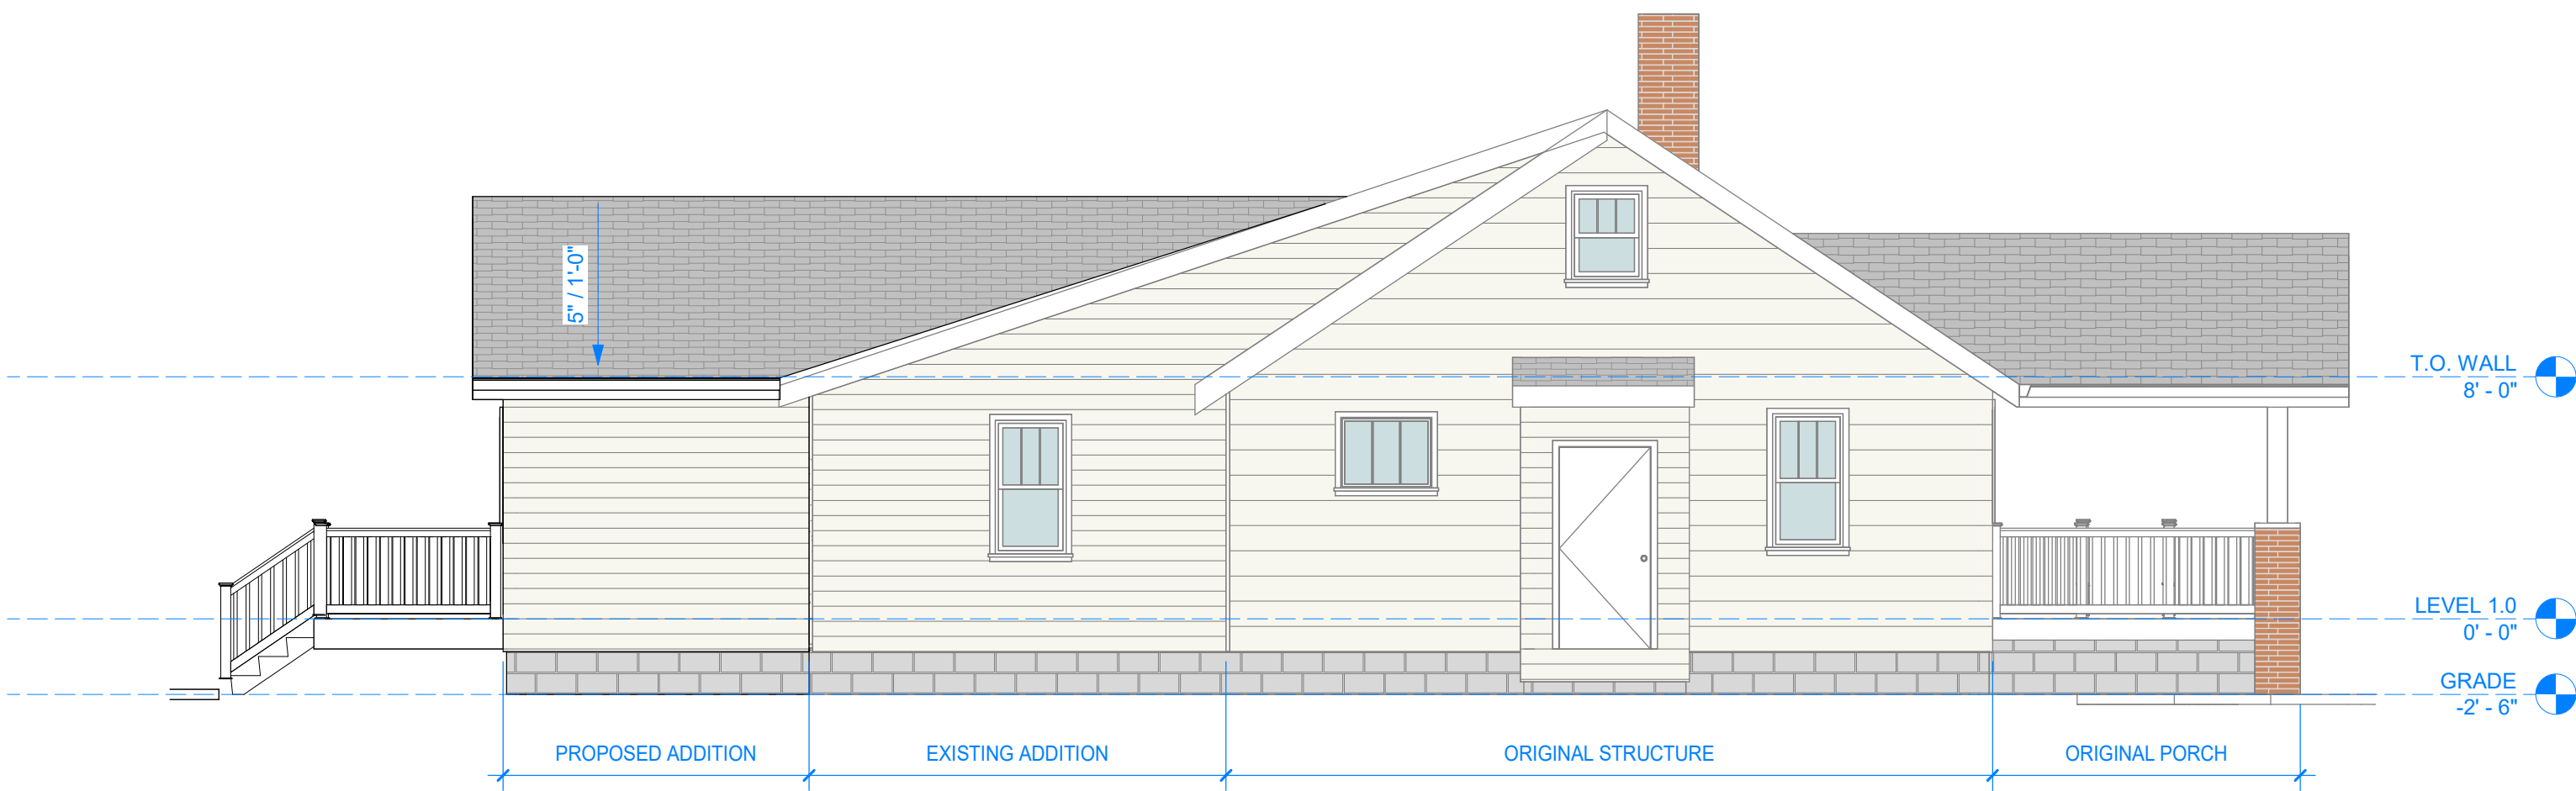 5" / 1'-0"
T.O. WALL
8' - 0"
LEVEL 1.0
0' - 0"
GRADE
-2' - 6"
PROPOSED ADDITION
EXISTING ADDITION
ORIGINAL STRUCTURE
ORIGINAL PORCH